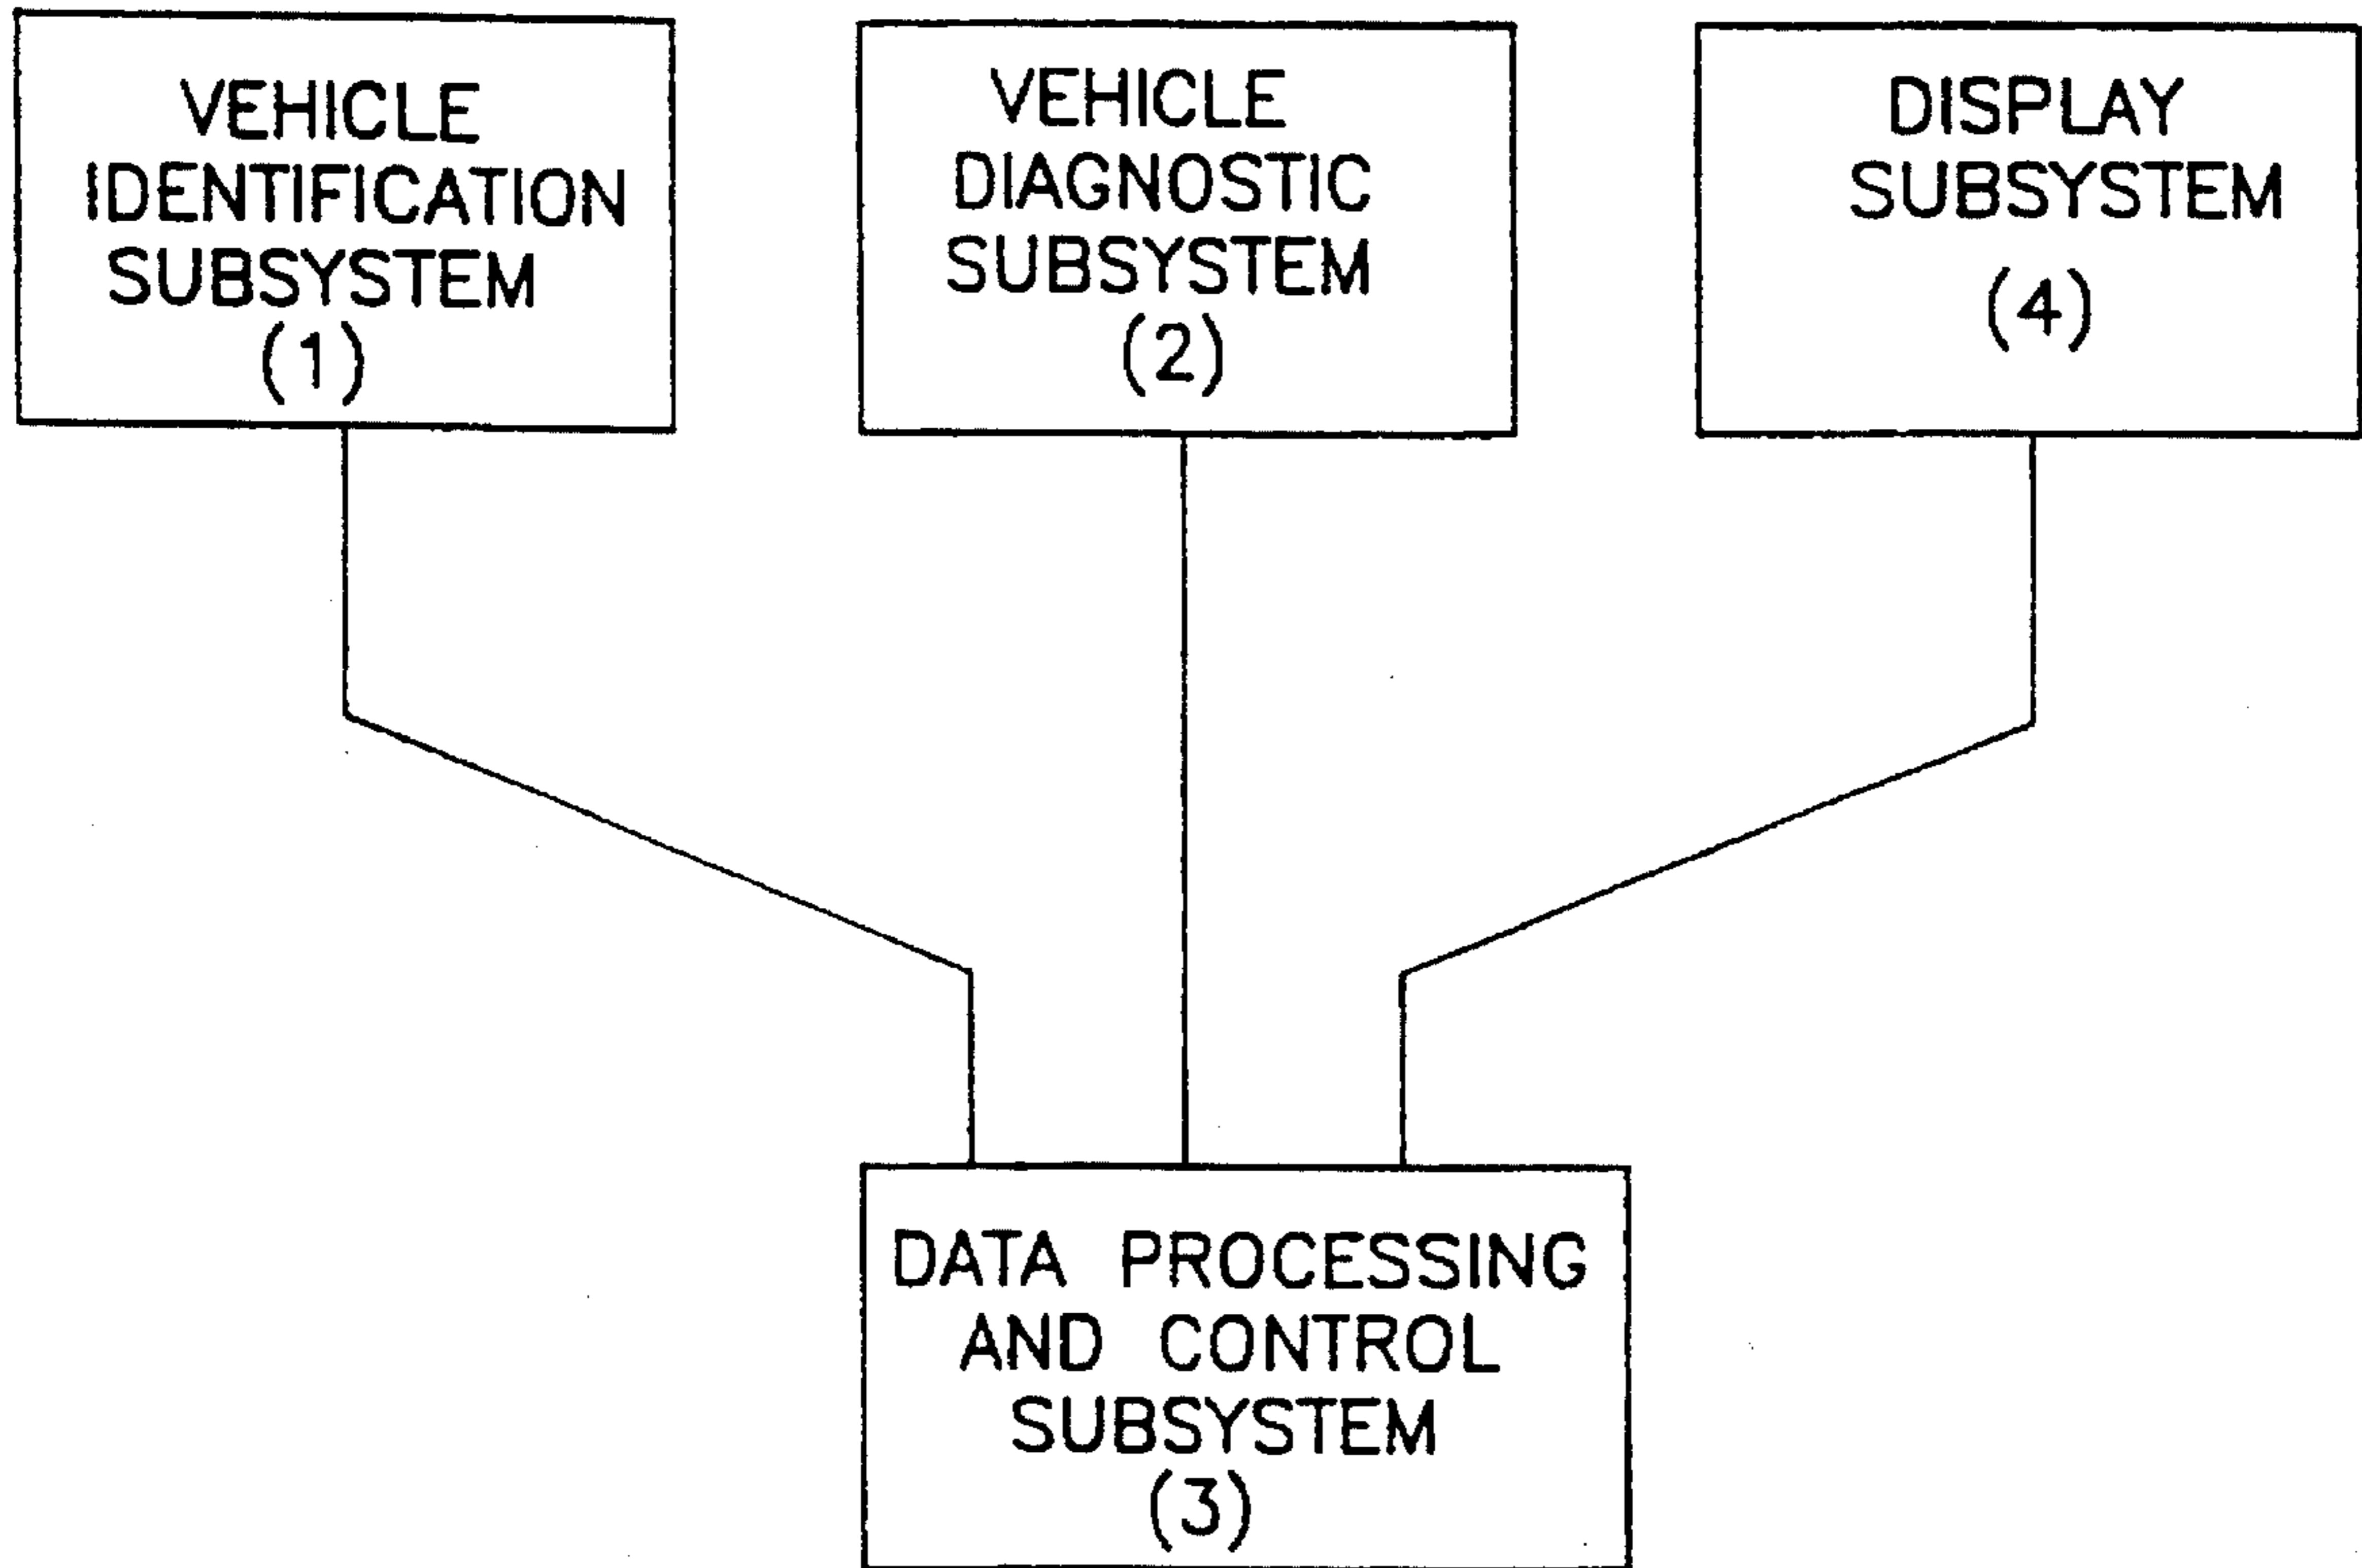 VEHICLE
IDENTIFICATION
SUBSYSTEM
(1)
VEHICLE
DIAGNOSTIC
SUBSYSTEM
(2)
DISPLAY
SUBSYSTEM
(4)
DATA PROCESSING
AND CONTROL
SUBSYSTEM
(3)